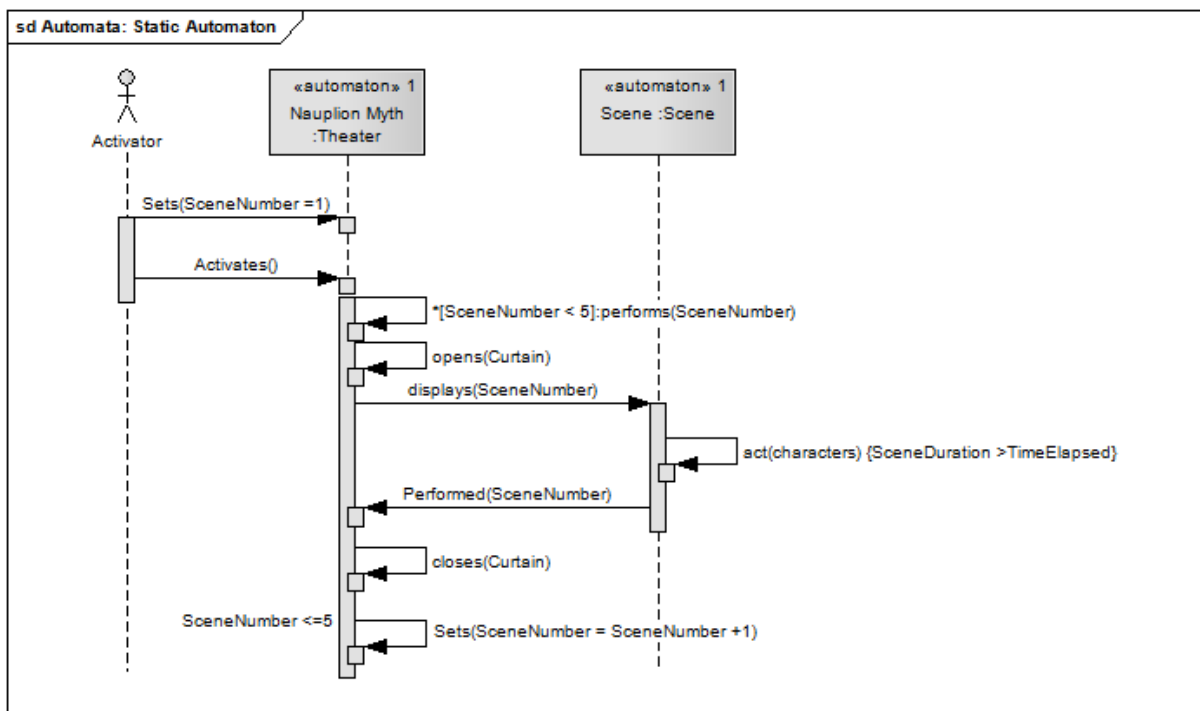 sd Automata: Static Automaton
Activator
«automaton» 1
Nauplion Myth
:Theater
«automaton» 1
Scene :Scene
Sets(SceneNumber =1)
Activates()
*[SceneNumber < 5]:performs(SceneNumber)
opens(Curtain)
displays(SceneNumber)
act(characters) {SceneDuration >TimeElapsed}
Performed(SceneNumber)
closes(Curtain)
SceneNumber <=5
Sets(SceneNumber = SceneNumber +1)